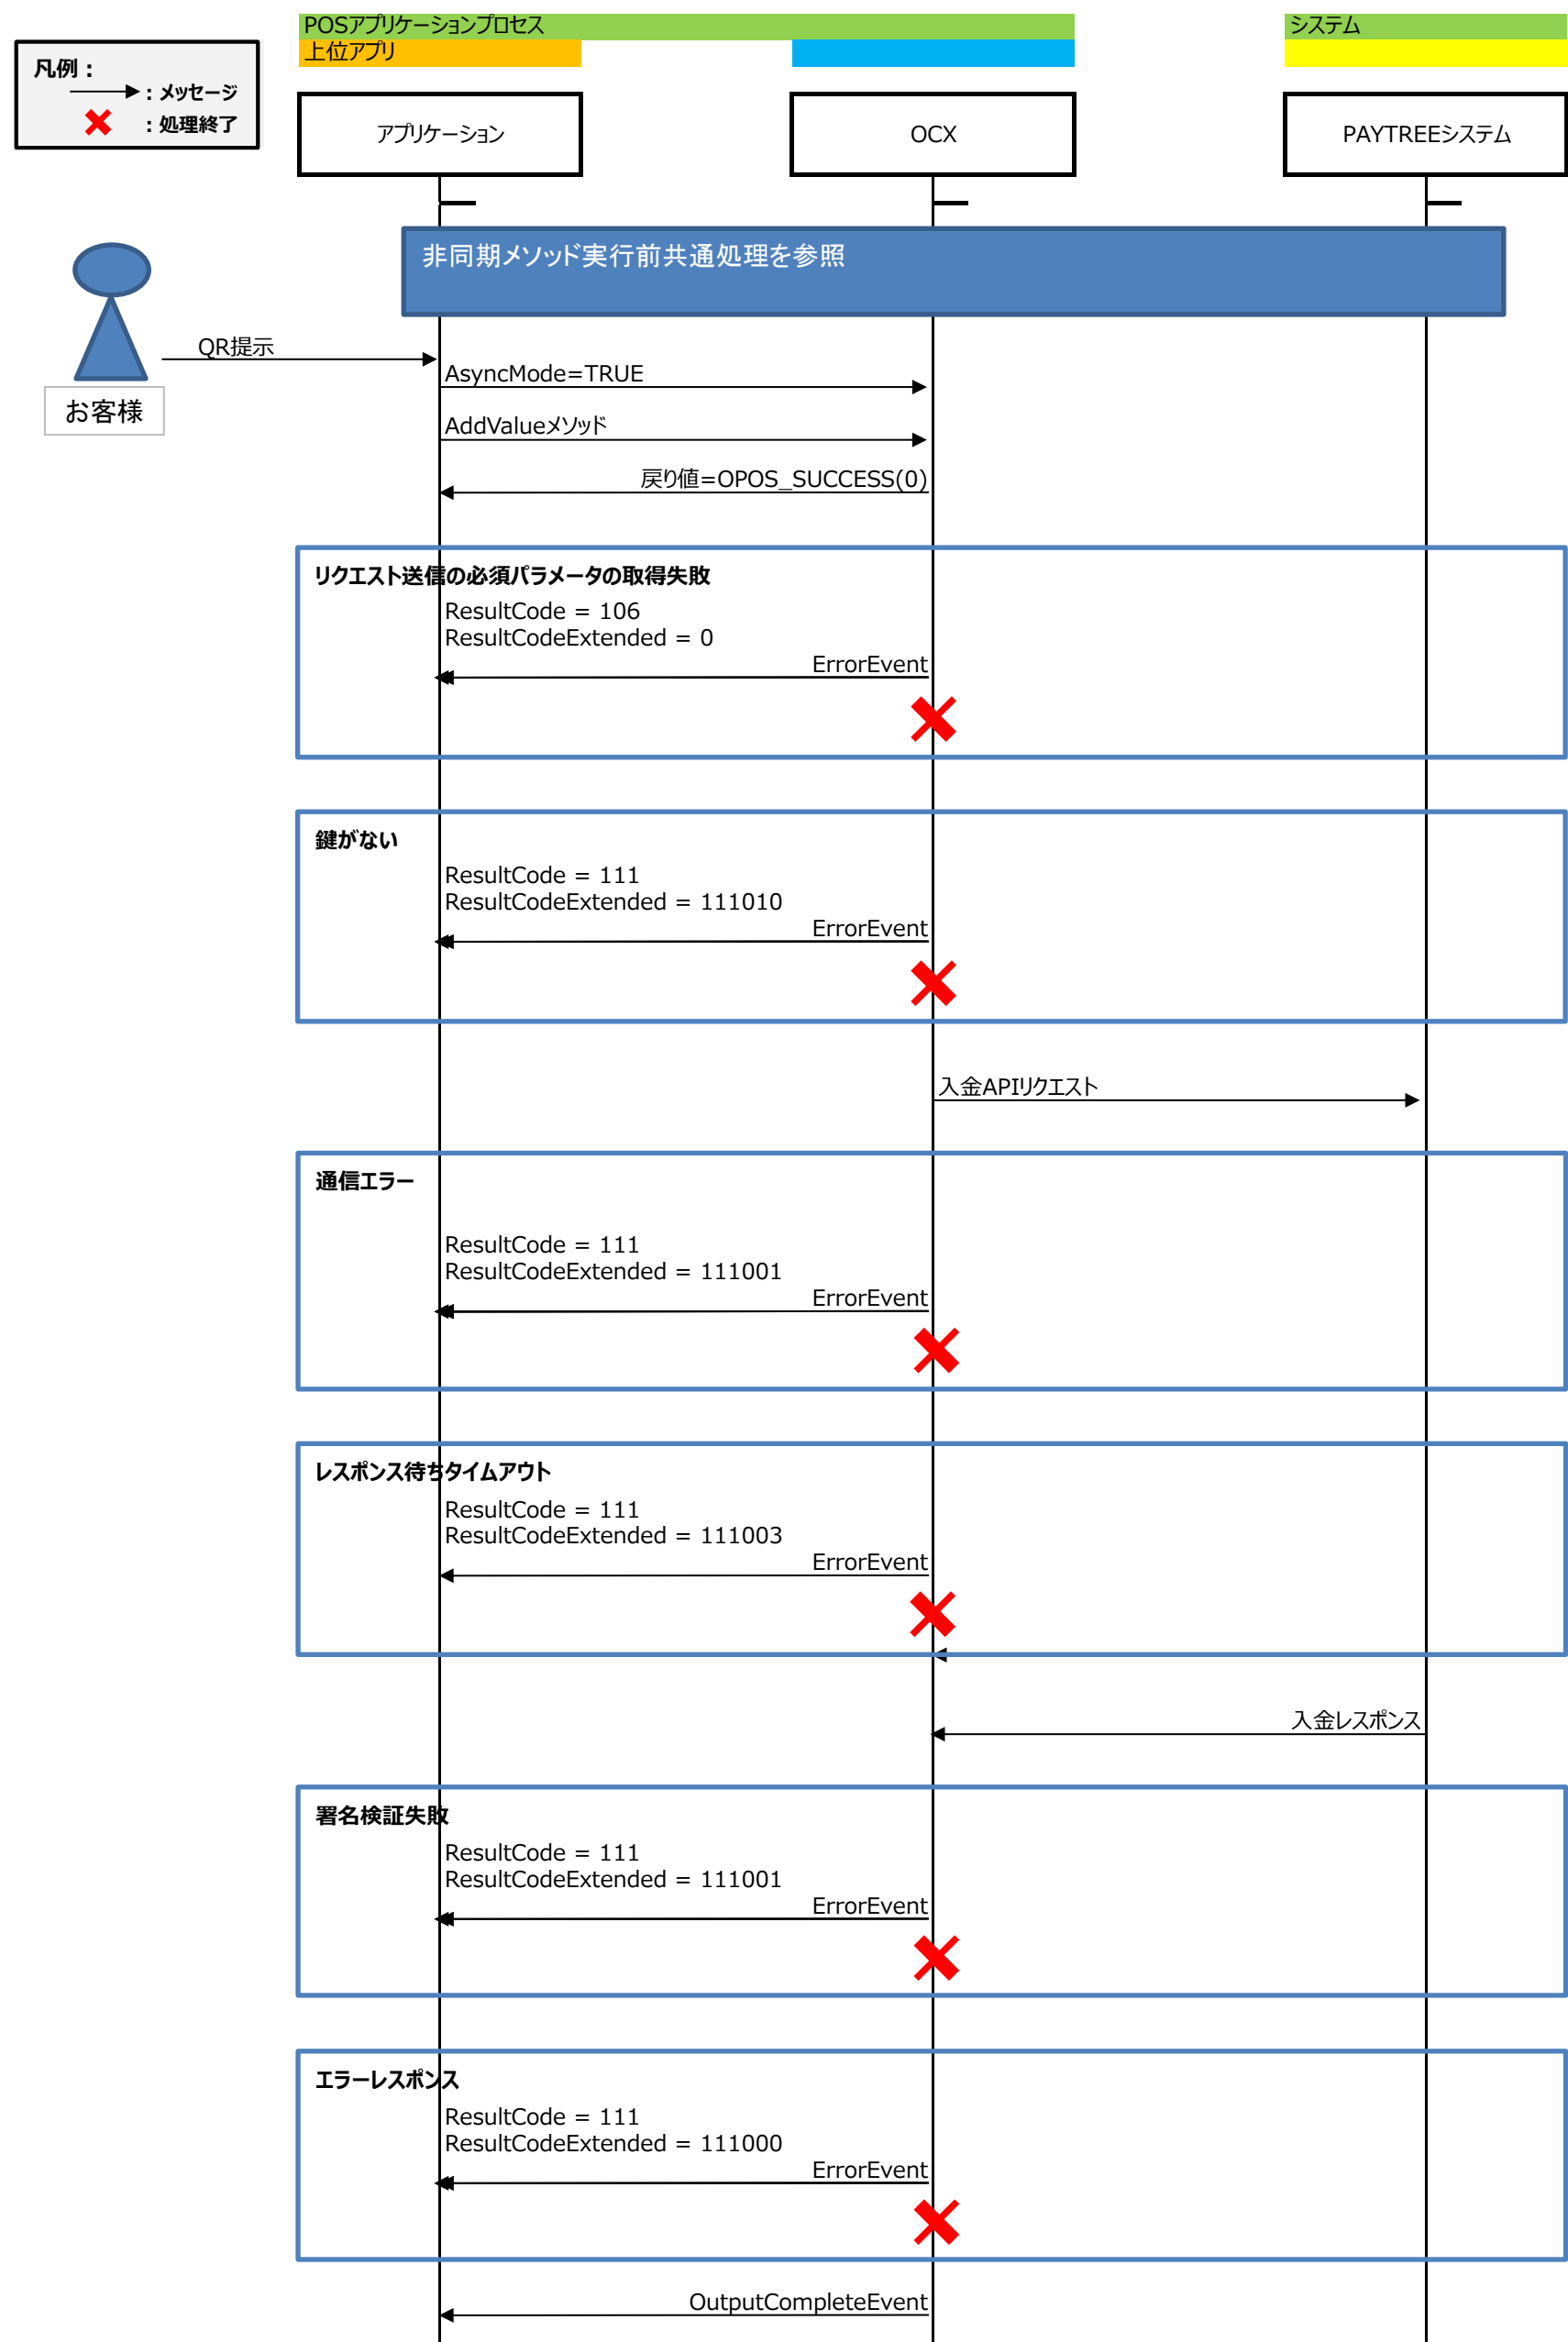 POSアプリケーションプロセス
システム
上位アプリ
凡例：
：メッセージ
：処理終了
アプリケーション
OCX
PAYTREEシステム
非同期メソッド実行前共通処理を参照
QR提示
お客様
AsyncMode=TRUE
AddValueメソッド
戻り値=OPOS_SUCCESS(0)
リクエスト送信の必須パラメータの取得失敗
ResultCode = 106
ResultCodeExtended = 0
ErrorEvent
鍵がない
ResultCode = 111
ResultCodeExtended = 111010
ErrorEvent
入金APIリクエスト
通信エラー
ResultCode = 111
ResultCodeExtended = 111001
ErrorEvent
レスポンス待ちタイムアウト
ResultCode = 111
ResultCodeExtended = 111003
ErrorEvent
入金レスポンス
署名検証失敗
ResultCode = 111
ResultCodeExtended = 111001
ErrorEvent
エラーレスポンス
ResultCode = 111
ResultCodeExtended = 111000
ErrorEvent
OutputCompleteEvent